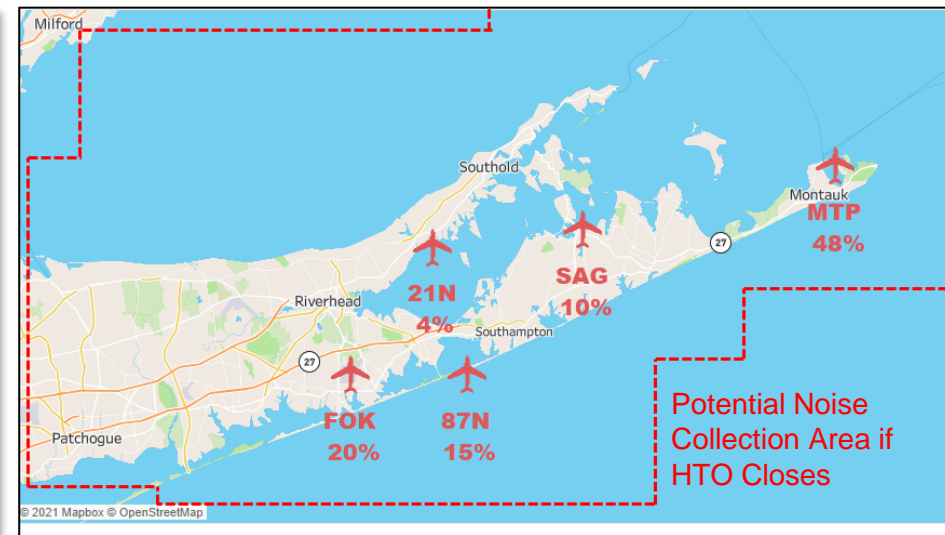 Milford
Southold
Montauk
MTP
48%
27
SAG
10%
21N
4%
Riverhead
Southampton
27
FOK
20%
87N
15%
Patchogue
Potential Noise
Collection Area if
HTO Closes
© 2021 Mapbox © OpenStreetMap